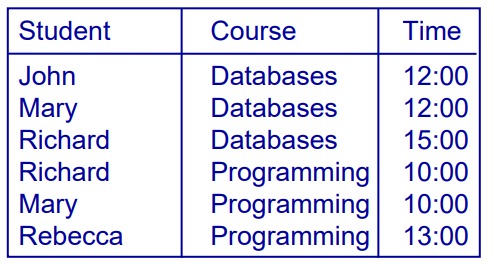 Student Course Time
John Databases 12:00
Mary Databases 12:00
Richard Databases 15:00
Richard Programming 10:00
Mary Programming 10:00
Rebecca Programming 13:00